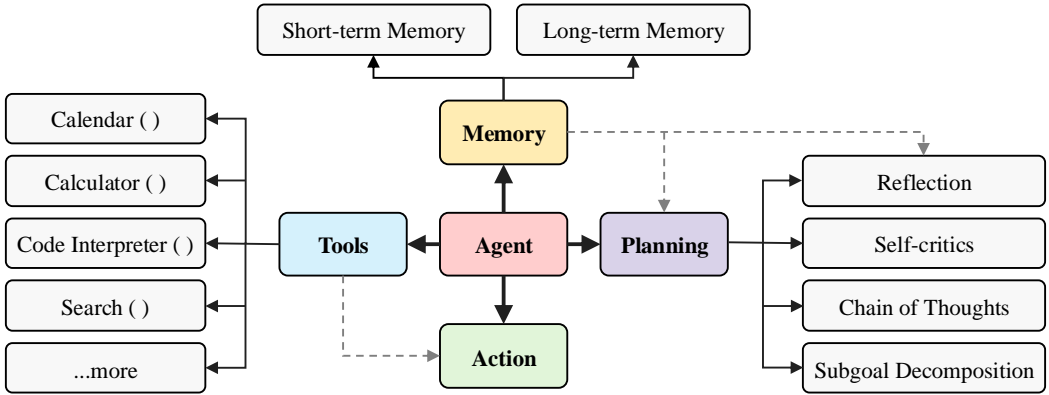 Short-term Memory
Long-term Memory
Calendar ( )
Calculator ( )
Code Interpreter ( )
Search ( )
...more
Memory
Tools
Agent
Planning
Action
Reflection
Self-critics
Chain of Thoughts
Subgoal Decomposition